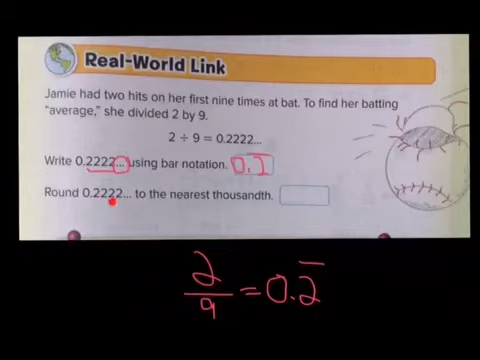 Real-World Link
Jamie had two hits on her first nine times at bat. To find her batting
“average,” she divided 2 by 9.
2 ÷ 9 = 0.2222...
Write 0.2222... using bar notation.
Round 0.2222... to the nearest thousandth.
2/9 = 0.2̅